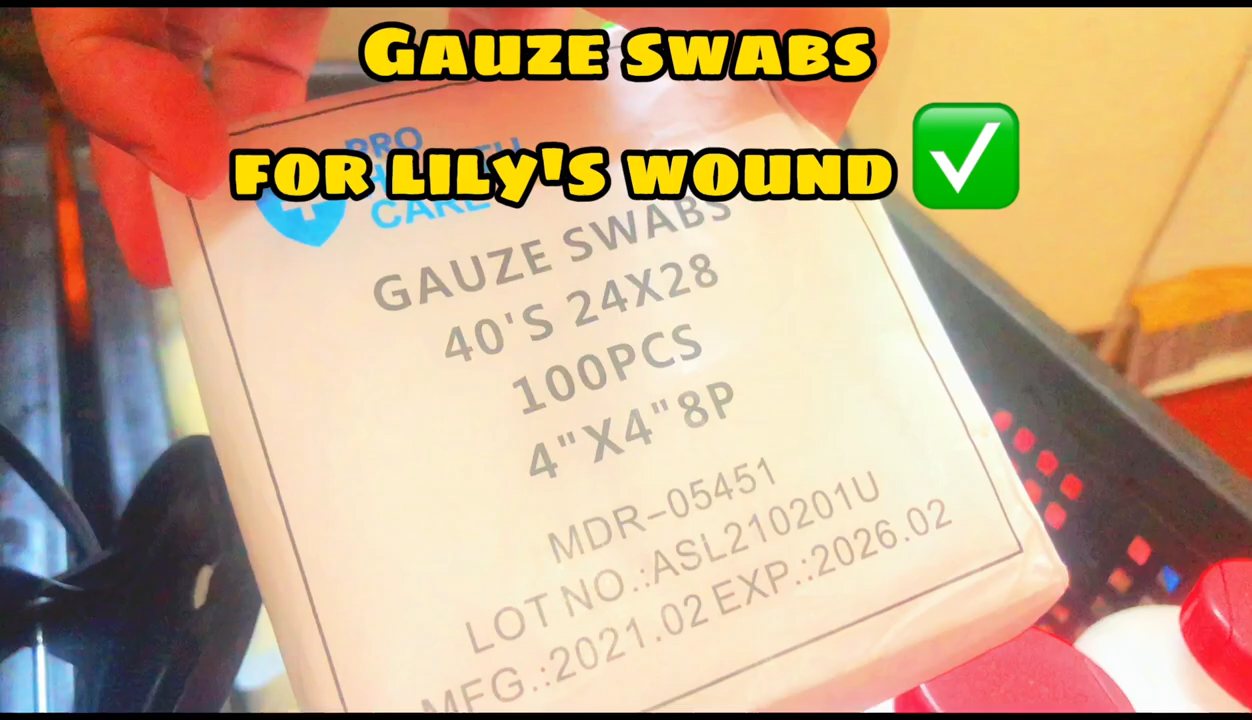 GAUZE SWABS
FOR LILY'S WOUND
PRO
HEALTH
CARE
GAUZE SWABS
40'S 24X28
100PCS
4"X4"8P
MDR-05451
LOT NO.:ASL210201U
MFG.:2021.02 EXP.:2026.02